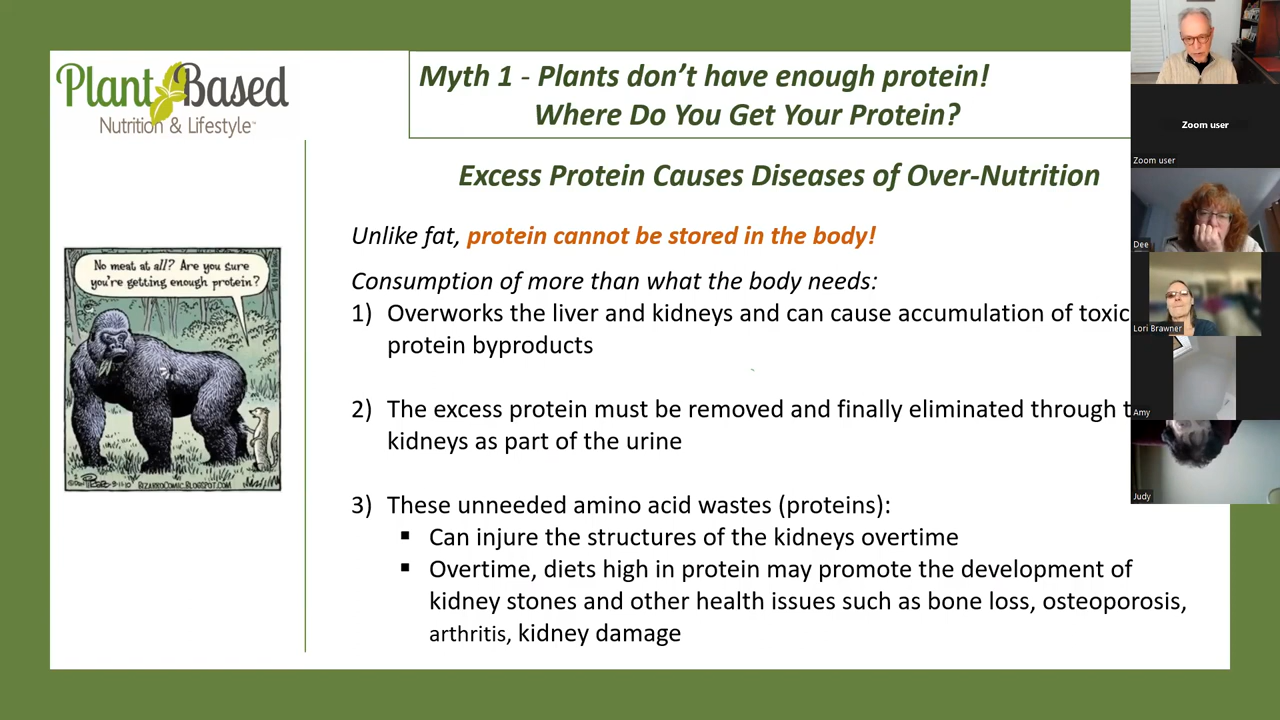 Plant Based
Nutrition & Lifestyle™
Myth 1 - Plants don't have enough protein!
Where Do You Get Your Protein?
Excess Protein Causes Diseases of Over-Nutrition
Unlike fat, protein cannot be stored in the body!
Consumption of more than what the body needs:
1) Overworks the liver and kidneys and can cause accumulation of toxic
protein byproducts
2) The excess protein must be removed and finally eliminated through
kidneys as part of the urine
3) These unneeded amino acid wastes (proteins):
▪ Can injure the structures of the kidneys overtime
▪ Overtime, diets high in protein may promote the development of
kidney stones and other health issues such as bone loss, osteoporosis,
arthritis, kidney damage
No meat at all? Are you sure
you're getting enough protein?
BIZARROCOMIC.BLOGSPOT.COM
Zoom user
Zoom user
Dee
Lori Brawner
Amy
Judy